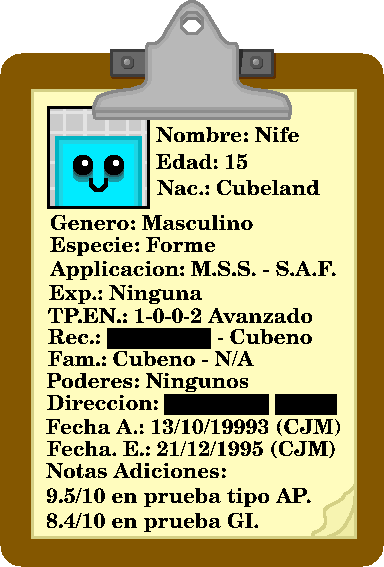 Nombre: Nife
Edad: 15
Nac.: Cubeland
Genero: Masculino
Especie: Forme
Applicacion: M.S.S. - S.A.F.
Exp.: Ninguna
TP.EN.: 1-0-0-2 Avanzado
Rec.: - Cubeno
Fam.: Cubeno - N/A
Poderes: Ningunos
Direccion:
Fecha A.: 13/10/19993 (CJM)
Fecha. E.: 21/12/1995 (CJM)
Notas Adiciones:
9.5/10 en prueba tipo AP.
8.4/10 en prueba GI.